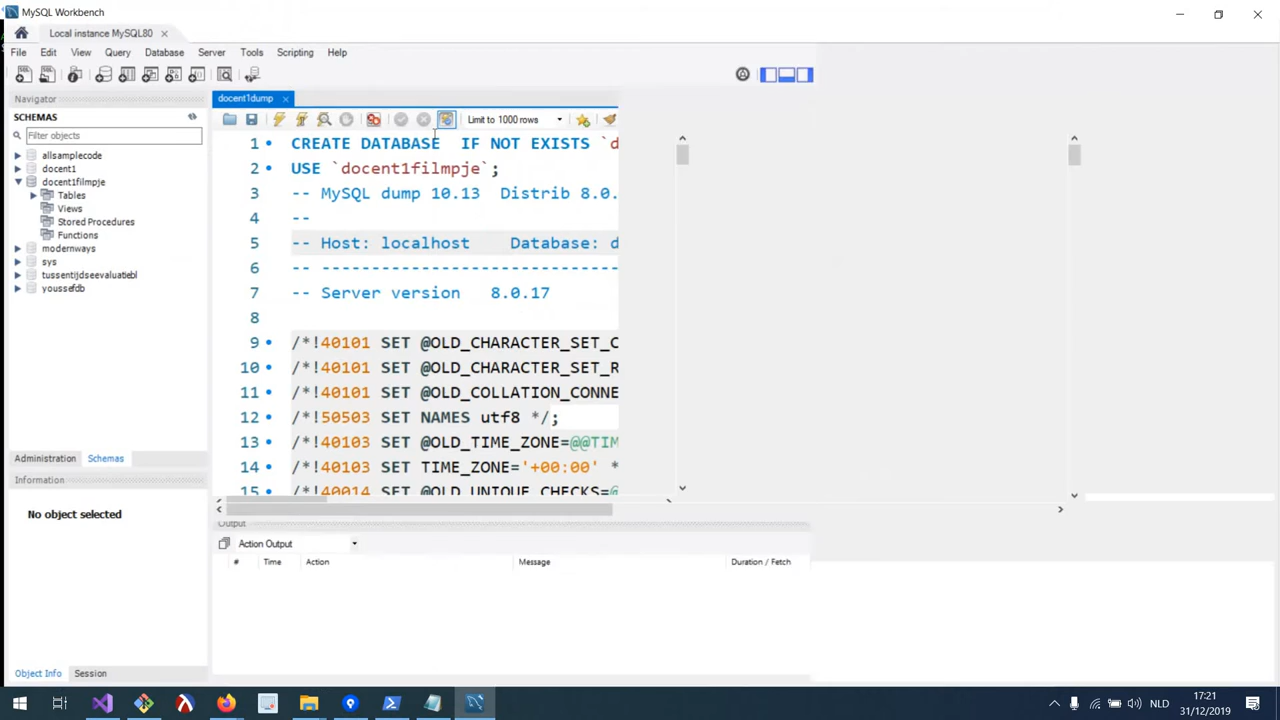 MySQL Workbench
Local instance MySQL80
File Edit View Query Database Server Tools Scripting Help
Navigator
SCHEMAS
Filter objects
allsamplecode
docent1
docent1filmpje
Tables
Views
Stored Procedures
Functions
modernways
sys
tussentijdseevaluatiebl
youssefdb
Administration Schemas
Information
No object selected
Object Info Session
docent1dump
Limit to 1000 rows
1 CREATE DATABASE IF NOT EXISTS `d
2 USE `docent1filmpje`;
3 -- MySQL dump 10.13 Distrib 8.0.
4 --
5 -- Host: localhost Database: d
6 -- ------------------------------
7 -- Server version 8.0.17
8
9 /*!40101 SET @OLD_CHARACTER_SET_C
10 /*!40101 SET @OLD_CHARACTER_SET_R
11 /*!40101 SET @OLD_COLLATION_CONNE
12 /*!50503 SET NAMES utf8 */;
13 /*!40103 SET @OLD_TIME_ZONE=@@TIM
14 /*!40103 SET TIME_ZONE='+00:00' *
15 /*!40014 SET @OLD_UNIQUE_CHECKS=@
Output
Action Output
# Time Action Message Duration / Fetch
NLD
17:21
31/12/2019